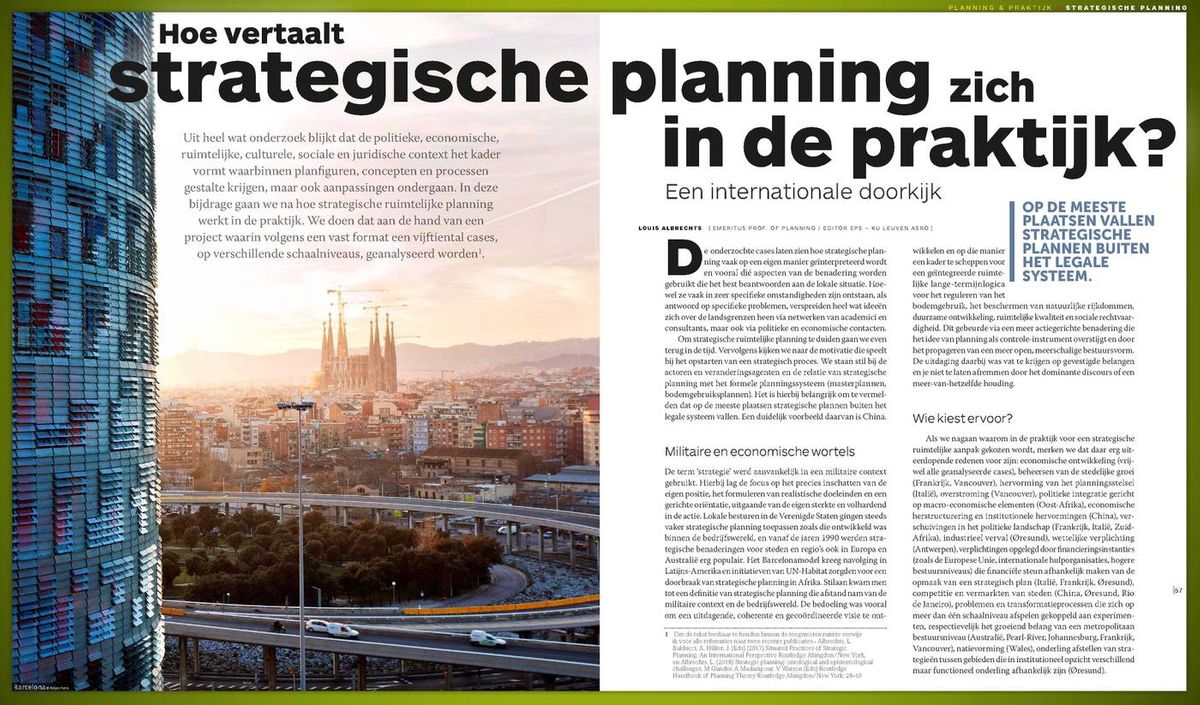 PLANNING & PRAKTIJK STRATEGISCHE PLANNING
Hoe vertaalt
strategische planning zich
in de praktijk?
Een internationale doorkijk
Uit heel wat onderzoek blijkt dat de politieke, economische,
ruimtelijke, culturele, sociale en juridische context het kader
vormt waarbinnen planfiguren, concepten en processen
gestalte krijgen, maar ook aanpassingen ondergaan. In deze
bijdrage gaan we na hoe strategische ruimtelijke planning
werkt in de praktijk. We doen dat aan de hand van een
project waarin volgens een vast format een vijftiental cases,
op verschillende schaalniveaus, geanalyseerd worden¹.
LOUIS ALBRECHTS [ EMERITUS PROF. OF PLANNING / EDITOR EPS – KU LEUVEN ASRO ]
De onderzochte cases laten zien hoe strategische plan-
ning vaak op een eigen manier geïnterpreteerd wordt
en vooral dié aspecten van de benadering worden
gebruikt die het best beantwoorden aan de lokale situatie. Hoe-
wel ze vaak in zeer specifieke omstandigheden zijn ontstaan, als
antwoord op specifieke problemen, verspreiden heel wat ideeën
zich over de landsgrenzen heen via netwerken van academici en
consultants, maar ook via politieke en economische contacten.
Om strategische ruimtelijke planning te duiden gaan we even
terug in de tijd. Vervolgens kijken we naar de motivatie die speelt
bij het opstarten van een strategisch proces. We staan stil bij de
actoren en veranderingsagenten en de relatie van strategische
planning met het formele planningssysteem (masterplannen,
bodemgebruiksplannen). Het is hierbij belangrijk om te vermel-
den dat op de meeste plaatsen strategische plannen buiten het
legale systeem vallen. Een duidelijk voorbeeld daarvan is China.
Militaire en economische wortels
De term 'strategie' werd aanvankelijk in een militaire context
gebruikt. Hierbij lag de focus op het precies inschatten van de
eigen positie, het formuleren van realistische doeleinden en een
gerichte oriëntatie, uitgaande van de eigen sterkte en volhardend
in de actie. Lokale besturen in de Verenigde Staten gingen steeds
vaker strategische planning toepassen zoals die ontwikkeld was
binnen de bedrijfswereld, en vanaf de jaren 1990 werden strate-
gische benaderingen voor steden en regio's ook in Europa en
Australië erg populair. Het Barcelonamodel kreeg navolging in
Latijns-Amerika en initiatieven van UN-Habitat zorgden voor een
doorbraak van strategische planning in Afrika. Stilaan kwam men
tot een definitie van strategische planning die afstand nam van de
militaire context en de bedrijfswereld. De bedoeling was vooral
om een uitdagende, coherente en gecoördineerde visie te ont-
1 Om de tekst leesbaar te houden binnen de toegemeten ruimte verwijs
ik voor alle referenties naar twee recente publicaties.- Albrechts, L.
Balducci, A. Hillier, J. (Eds) (2017) Situated Practices of Strategic
Planning. An International Perspective Routledge Abingdon/New York,
en Albrechts, L. (2018) Strategic planning: ontological and epistemological
challenges. M Gunder, A Madanipour, V Watson (Eds) Routledge
Handbook of Planning Theory Routledge Abingdon/New York: 28-40
wikkelen en op die manier
een kader te scheppen voor
een geïntegreerde ruimte-
lijke lange-termijnlogica
voor het reguleren van het
bodemgebruik, het beschermen van natuurlijke rijkdommen,
duurzame ontwikkeling, ruimtelijke kwaliteit en sociale rechtvaar-
digheid. Dit gebeurde via een meer actiegerichte benadering die
het idee van planning als controle-instrument overstijgt en door
het propageren van een meer open, meerschalige bestuursvorm.
De uitdaging daarbij was vat te krijgen op gevestigde belangen
en je niet te laten afremmen door het dominante discours of een
meer-van-hetzelfde houding.
OP DE MEESTE
PLAATSEN VALLEN
STRATEGISCHE
PLANNEN BUITEN
HET LEGALE
SYSTEEM.
Wie kiest ervoor?
Als we nagaan waarom in de praktijk voor een strategische
ruimtelijke aanpak gekozen wordt, merken we dat daar erg uit-
eenlopende redenen voor zijn: economische ontwikkeling (vrij-
wel alle geanalyseerde cases), beheersen van de stedelijke groei
(Frankrijk, Vancouver), hervorming van het planningsstelsel
(Italië), overstroming (Vancouver), politieke integratie gericht
op macro-economische elementen (Oost-Afrika), economische
herstructurering en institutionele hervormingen (China), ver-
schuivingen in het politieke landschap (Frankrijk, Italië, Zuid-
Afrika), industrieel verval (Øresund), wettelijke verplichting
(Antwerpen), verplichtingen opgelegd door financieringsinstanties
(zoals de Europese Unie, internationale hulporganisaties, hogere
bestuursniveaus) die financiële steun afhankelijk maken van de
opmaak van een strategisch plan (Italië, Frankrijk, Øresund),
competitie en vermarkten van steden (China, Øresund, Rio
de Janeiro), problemen en transformatieprocessen die zich op
meer dan één schaalniveau afspelen gekoppeld aan experimen-
ten, respectievelijk het groeiend belang van een metropolitaan
bestuursniveau (Australië, Pearl-River, Johannesburg, Frankrijk,
Vancouver), natievorming (Wales), onderling afstellen van stra-
tegieën tussen gebieden die in institutioneel opzicht verschillend
maar functioneel onderling afhankelijk zijn (Øresund).
|57
Barcelona © Reporters